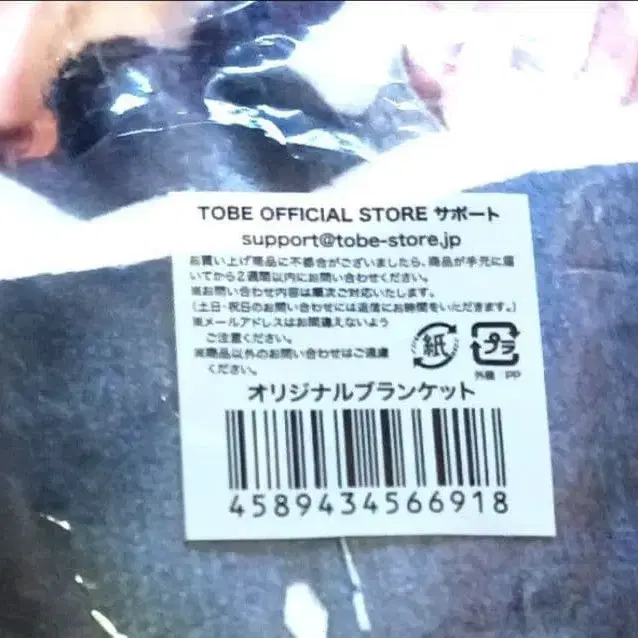 TOBE OFFICIAL STORE サポート
support@tobe-store.jp
お買い上げ商品に不都合がございましたら、商品が手元に届
いてから2週間以内にお問い合わせください。
※お問い合わせ内容は順次ご対応いたします。
(土日・祝日のお問い合わせには返信にお時間をいただきます。)
※メールアドレスはお間違えないよう
ご注意ください。
※商品以外のお問い合わせはご遠慮
ください。
紙
プラ
外袋 PP
オリジナルブランケット
4589434566918